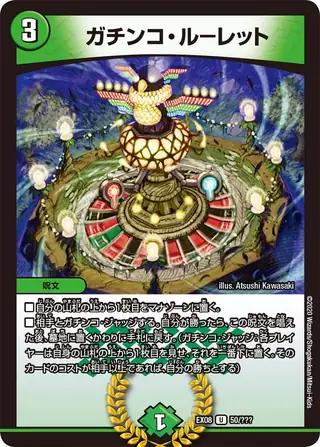 3
ガチンコ・ルーレット
illus. Atsushi Kawasaki
呪文
■自分の山札の上から1枚目をマナゾーンに置く。
■相手とガチンコ・ジャッジする。自分が勝ったら、この呪文を唱え
た後、墓地に置くかわりに手札に戻す。(ガチンコ・ジャッジ:各プレイ
ヤーは自身の山札の上から1枚目を見せ、それを一番下に置く。その
カードのコストが相手以上であれば、自分の勝ちとする)
1
EX08 U 50/???
©2020 Wizards/Shogakukan/Mitsui-Kids